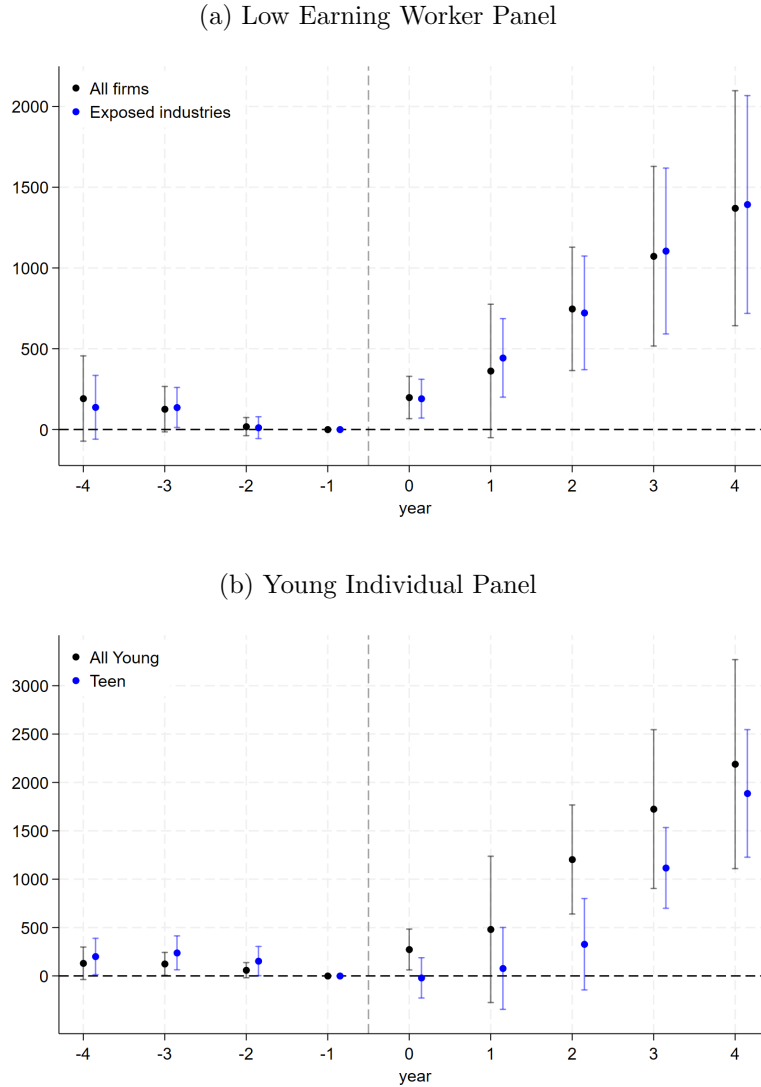 (a) Low Earning Worker Panel
All firms
Exposed industries
2000
1500
1000
500
0
-4 -3 -2 -1 0 1 2 3 4
year
(b) Young Individual Panel
All Young
Teen
3000
2500
2000
1500
1000
500
0
-4 -3 -2 -1 0 1 2 3 4
year